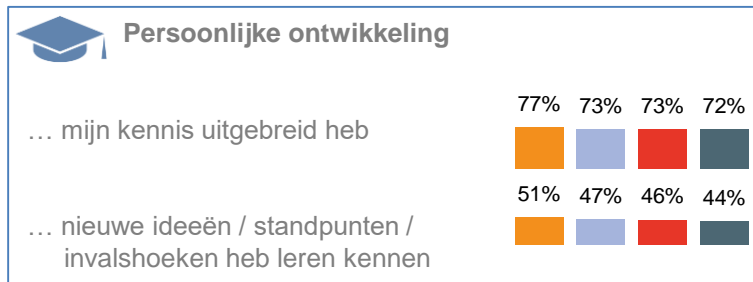 Persoonlijke ontwikkeling
77% 73% 73% 72%
… mijn kennis uitgebreid heb
51% 47% 46% 44%
… nieuwe ideeën / standpunten /
invalshoeken heb leren kennen